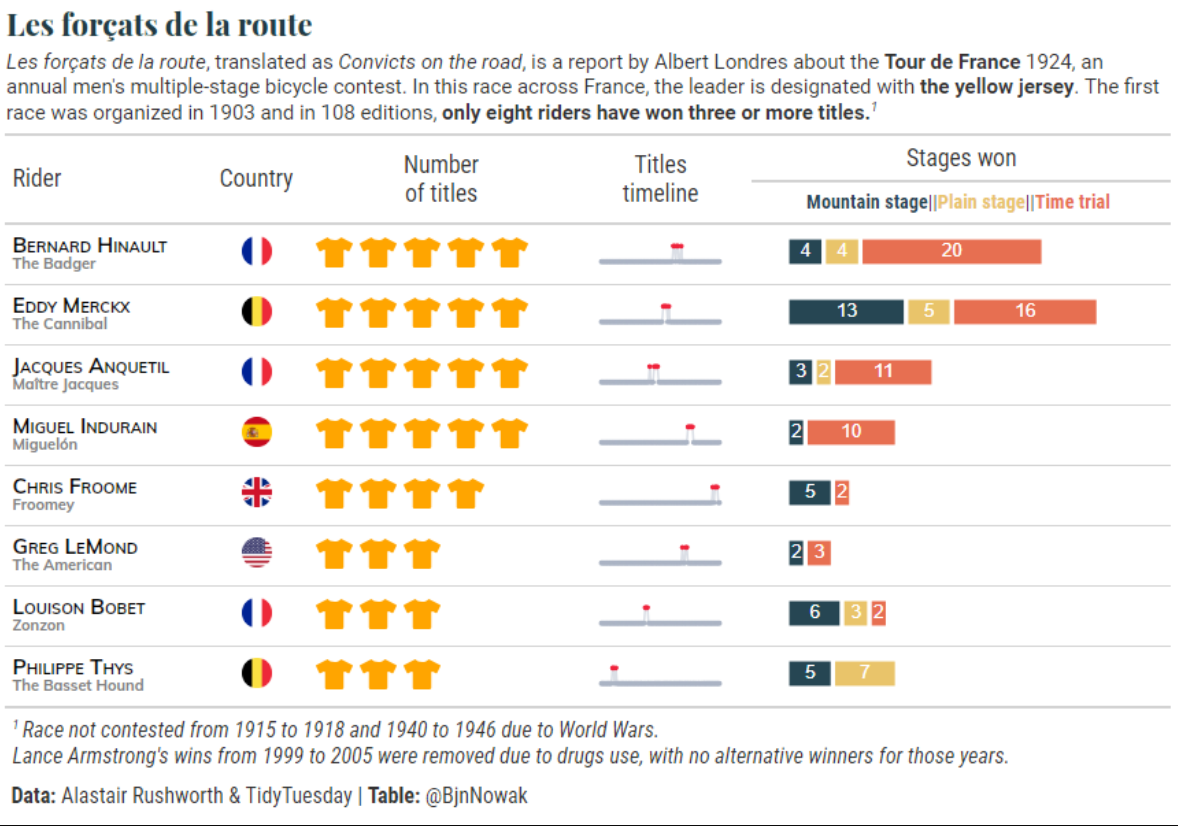 Les forçats de la route
Les forçats de la route, translated as Convicts on the road, is a report by Albert Londres about the Tour de France 1924, an
annual men's multiple-stage bicycle contest. In this race across France, the leader is designated with the yellow jersey. The first
race was organized in 1903 and in 108 editions, only eight riders have won three or more titles.¹
Rider Country Number of titles Titles timeline Stages won
Mountain stage||Plain stage||Time trial
BERNARD HINAULT 4 4 20
The Badger
EDDY MERCKX 13 5 16
The Cannibal
JACQUES ANQUETIL 3 2 11
Maître Jacques
MIGUEL INDURAIN 2 10
Miguelón
CHRIS FROOME 5 2
Froomey
GREG LEMOND 2 3
The American
LOUISON BOBET 6 3 2
Zonzon
PHILIPPE THYS 5 7
The Basset Hound
¹ Race not contested from 1915 to 1918 and 1940 to 1946 due to World Wars.
Lance Armstrong's wins from 1999 to 2005 were removed due to drugs use, with no alternative winners for those years.
Data: Alastair Rushworth & TidyTuesday | Table: @BjnNowak